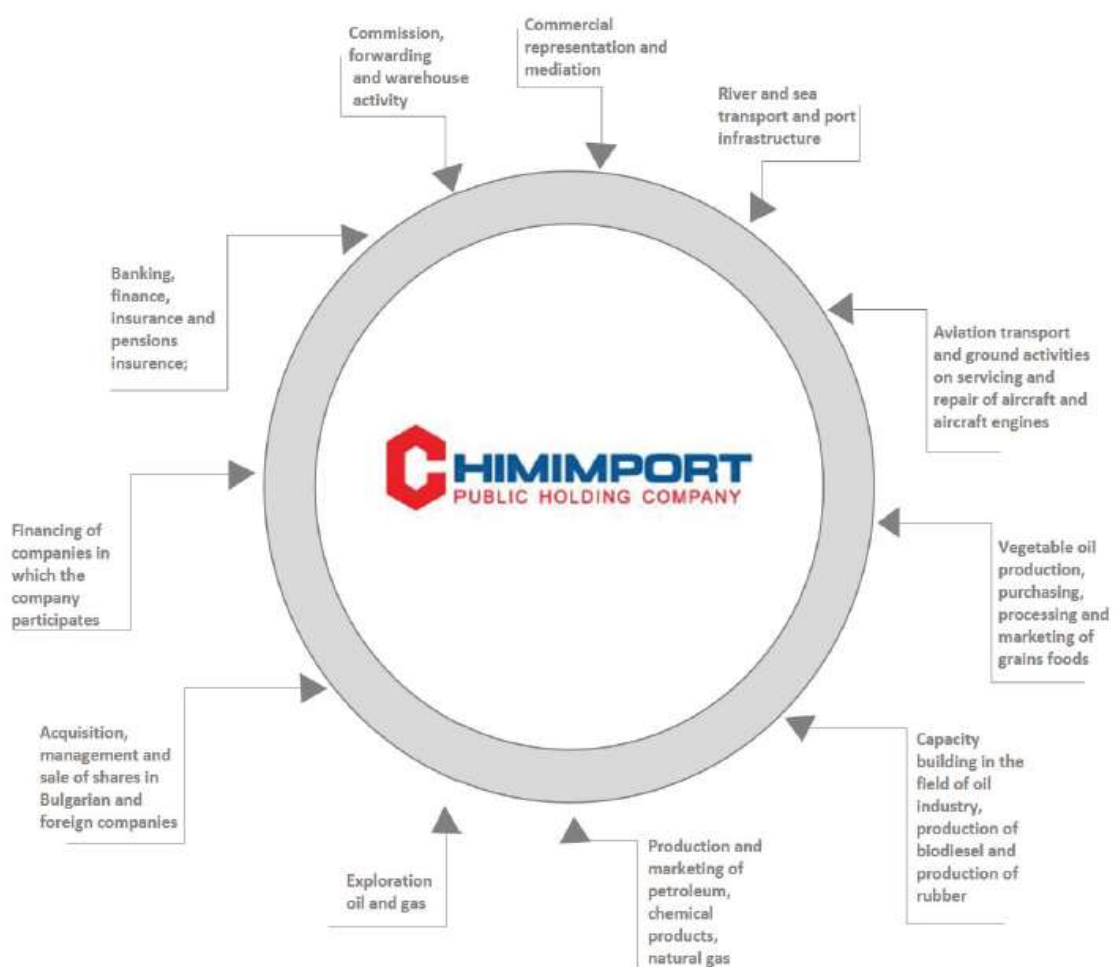 Commission,
forwarding
and warehouse
activity
Commercial
representation and
mediation
River and sea
transport and port
infrastructure
Aviation transport
and ground activities
on servicing and
repair of aircraft and
aircraft engines
Vegetable oil
production,
purchasing,
processing and
marketing of
grains foods
Capacity
building in the
field of oil
industry,
production of
biodiesel and
production of
rubber
Production and
marketing of
petroleum,
chemical
products,
natural gas
Exploration
oil and gas
Acquisition,
management and
sale of shares in
Bulgarian and
foreign companies
Financing of
companies in
which the
company
participates
Banking,
finance,
insurance and
pensions
insurence;
CHIMIMPORT
PUBLIC HOLDING COMPANY